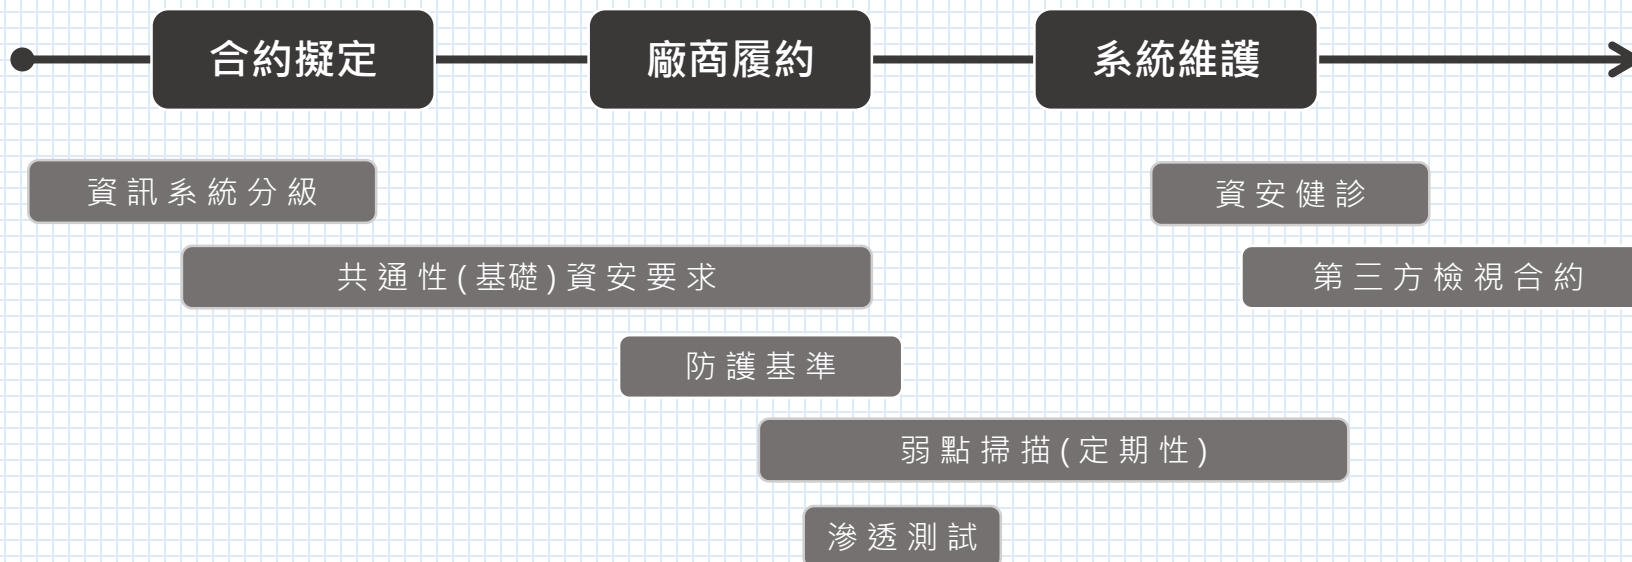 合約擬定
廠商履約
系統維護
資訊系統分級
資安健診
共通性(基礎)資安要求
第三方檢視合約
防護基準
弱點掃描(定期性)
滲透測試